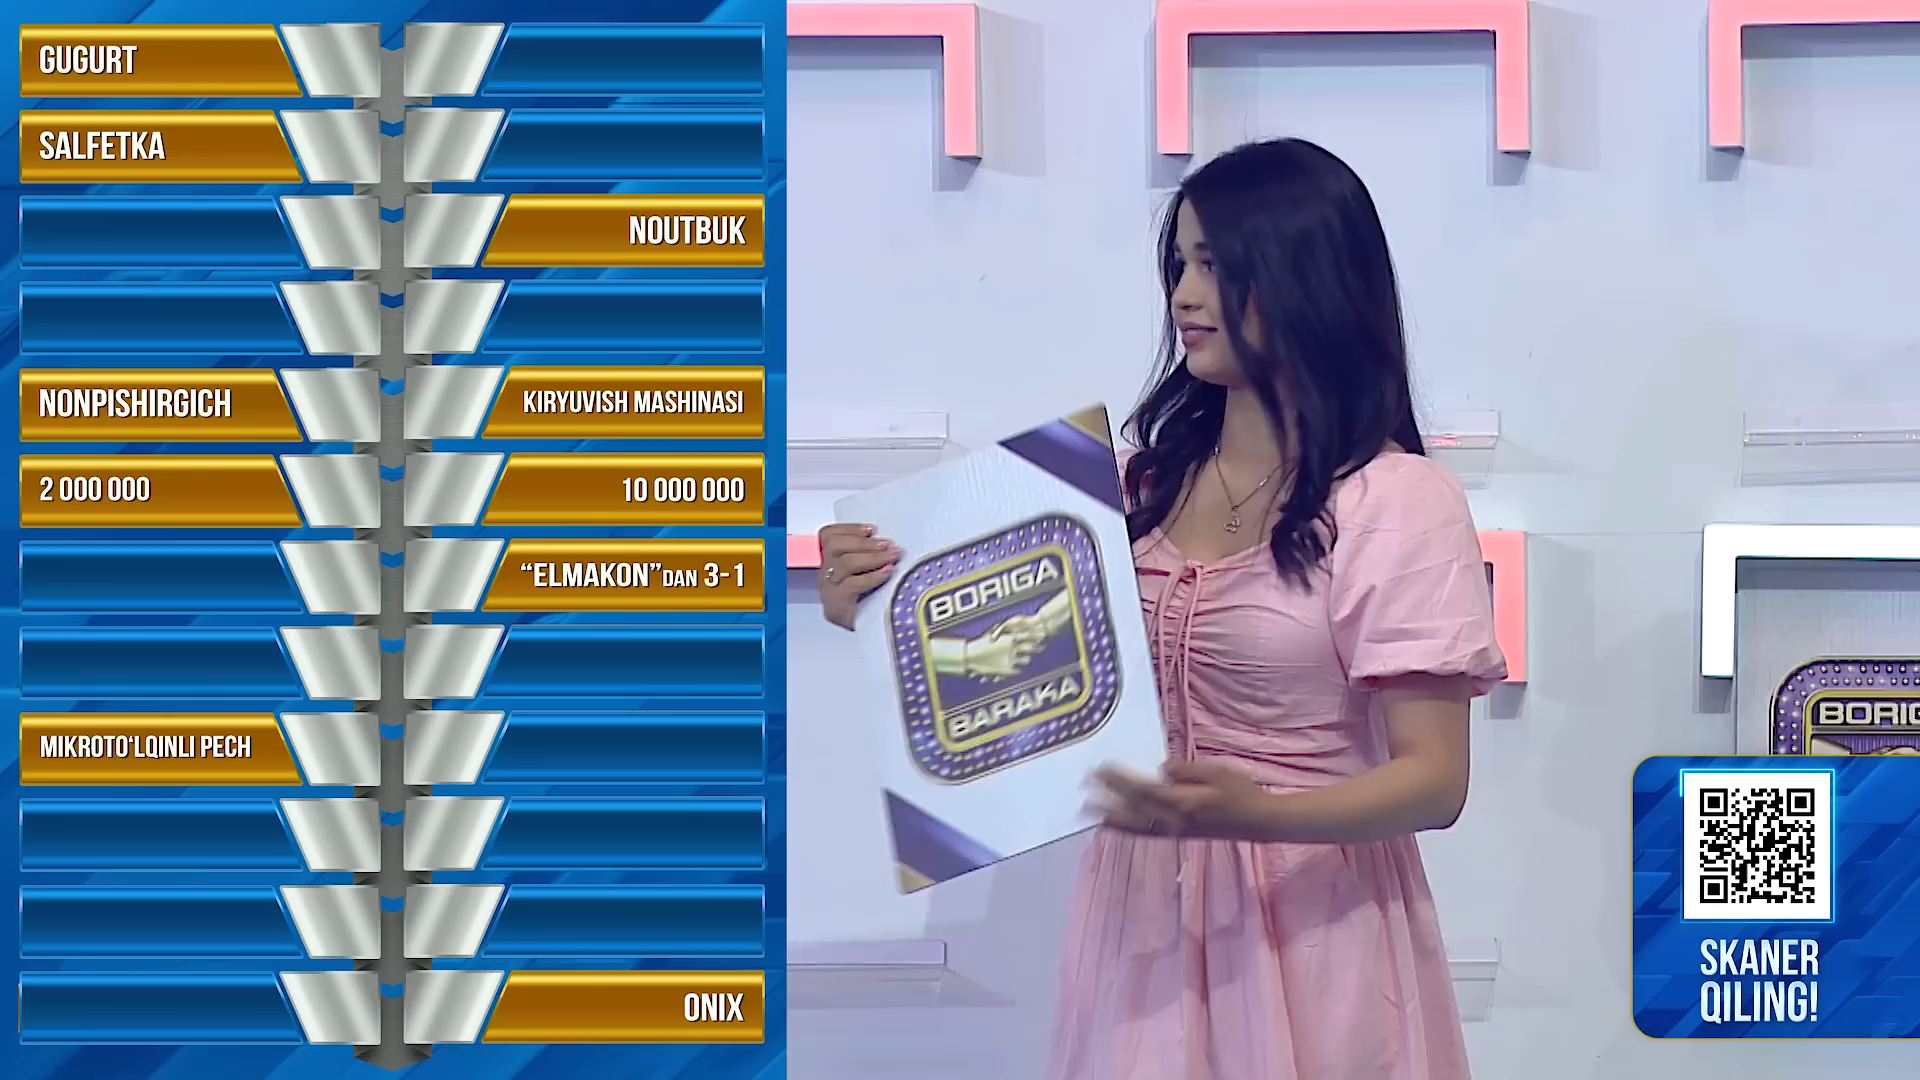 GUGURT
SALFETKA
NOUTBUK
NONPISHIRGICH
KIRYUVISH MASHINASI
2 000 000
10 000 000
“ELMAKON”DAN 3-1
MIKROTO‘LQINLI PECH
ONIX
BORIGA
BARAKA
BORIG
SKANER
QILING!